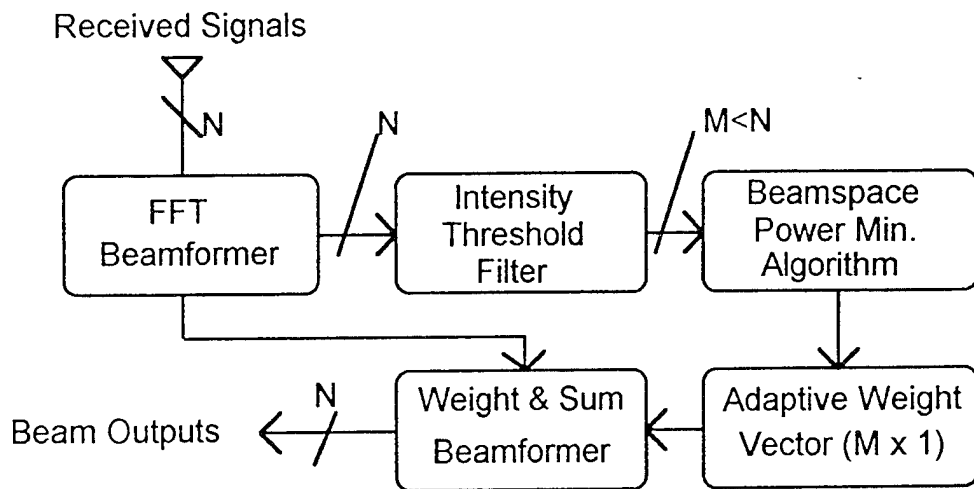 Received Signals
N
N
M<N
FFT
Beamformer
Intensity
Threshold
Filter
Beamspace
Power Min.
Algorithm
Beam Outputs
N
Weight & Sum
Beamformer
Adaptive Weight
Vector (M x 1)